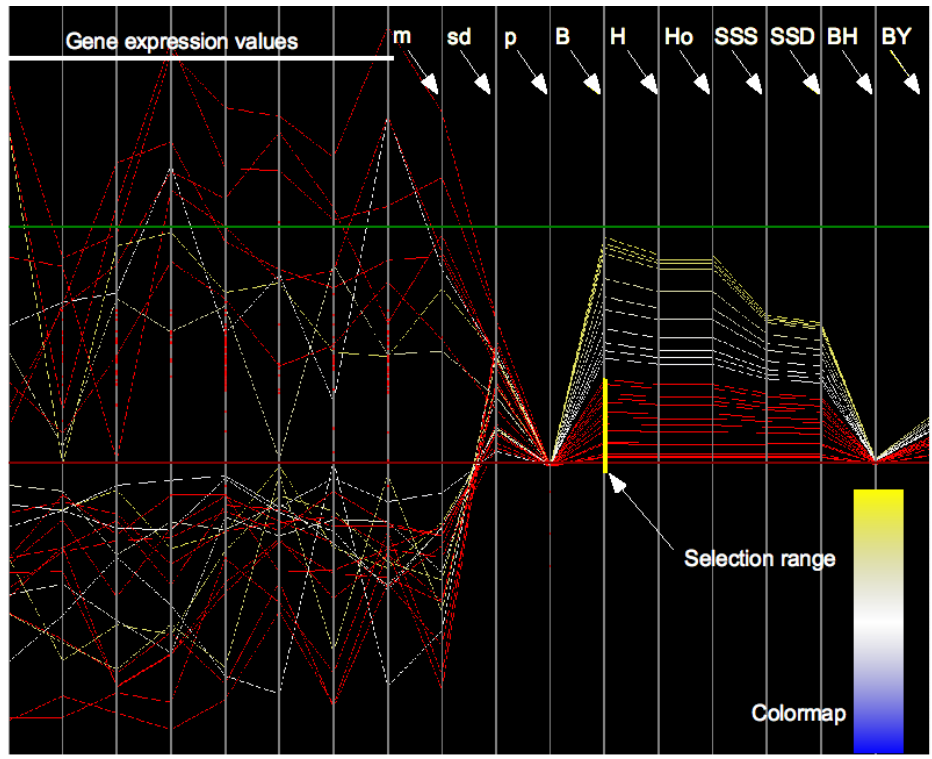 Gene expression values m sd p B H Ho SSS SSD BH BY
Selection range
Colormap